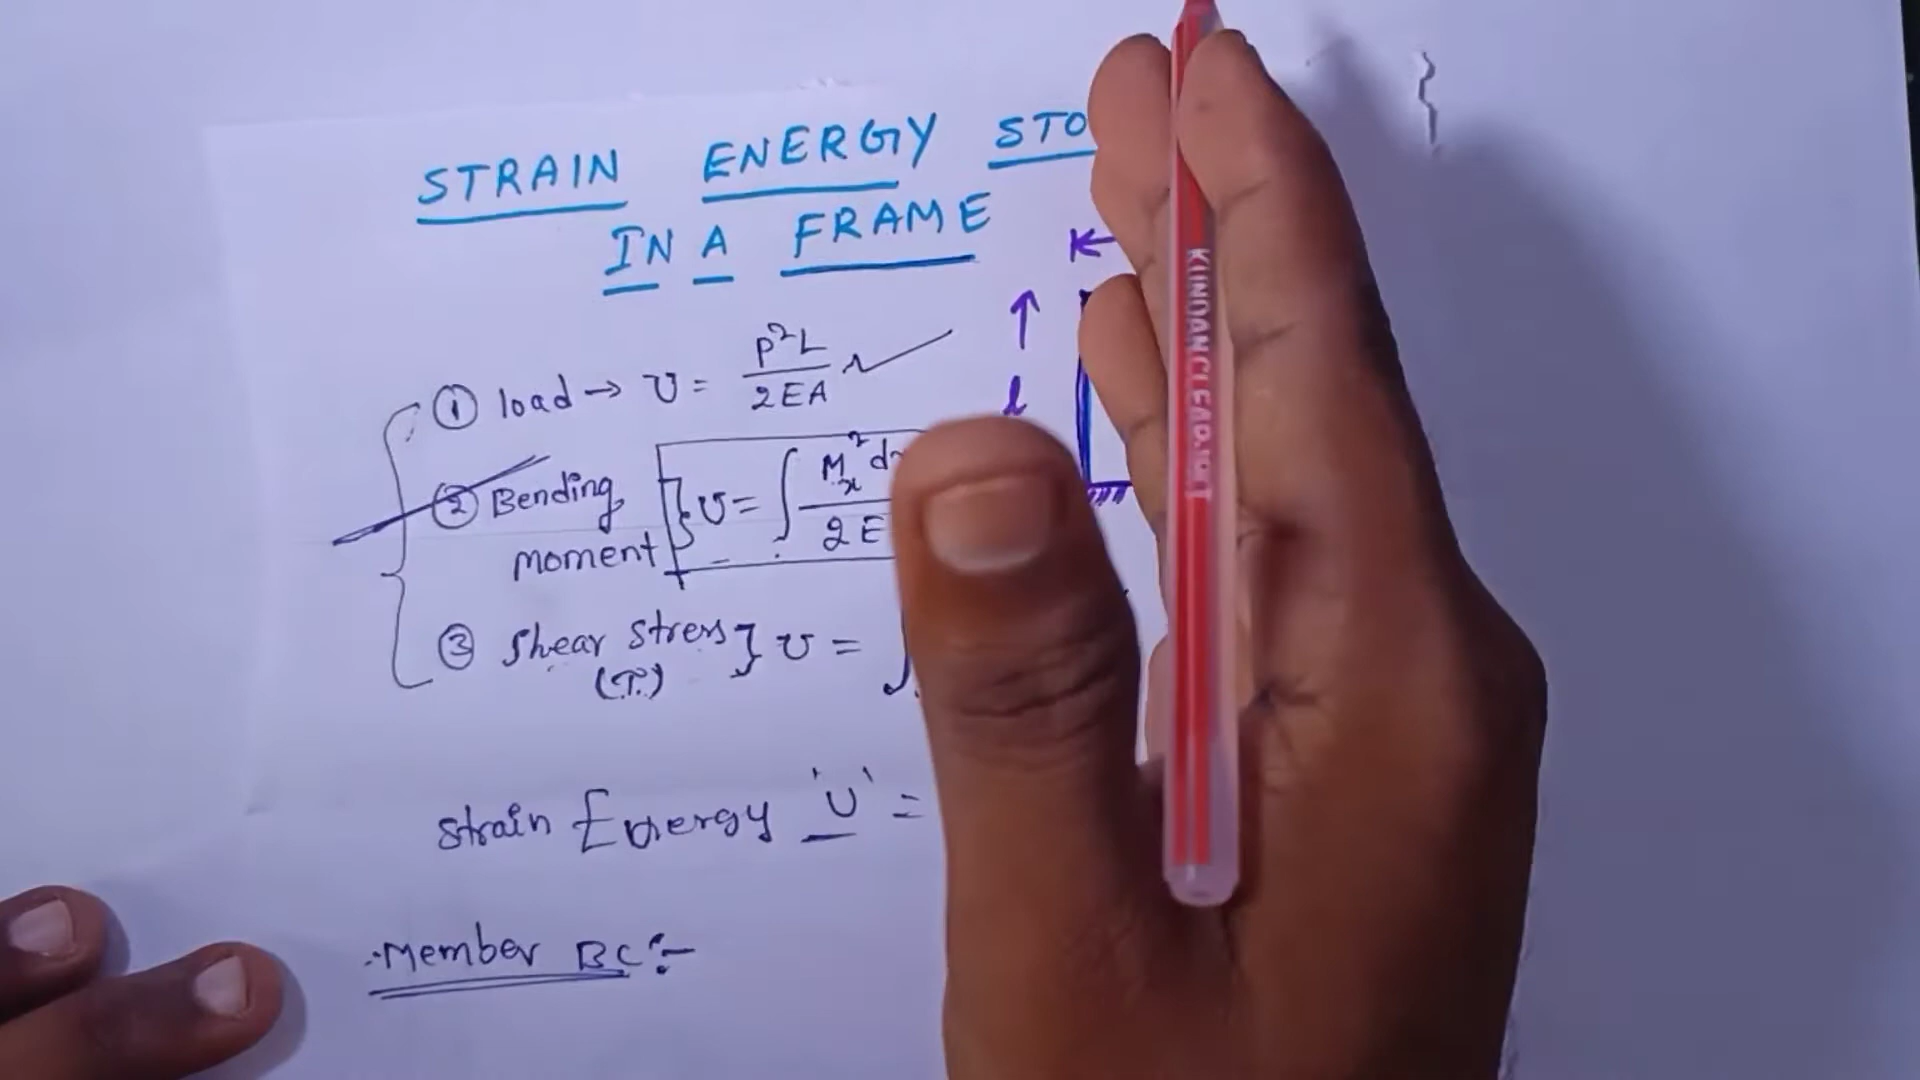 STRAIN ENERGY STO
IN A FRAME
① load → U = P²L / 2EA
② Bending moment } U = ∫ Mx² dx / 2E
③ Shear stress (τ) } U = ∫
Strain Energy 'U' =
Member BC :-
l